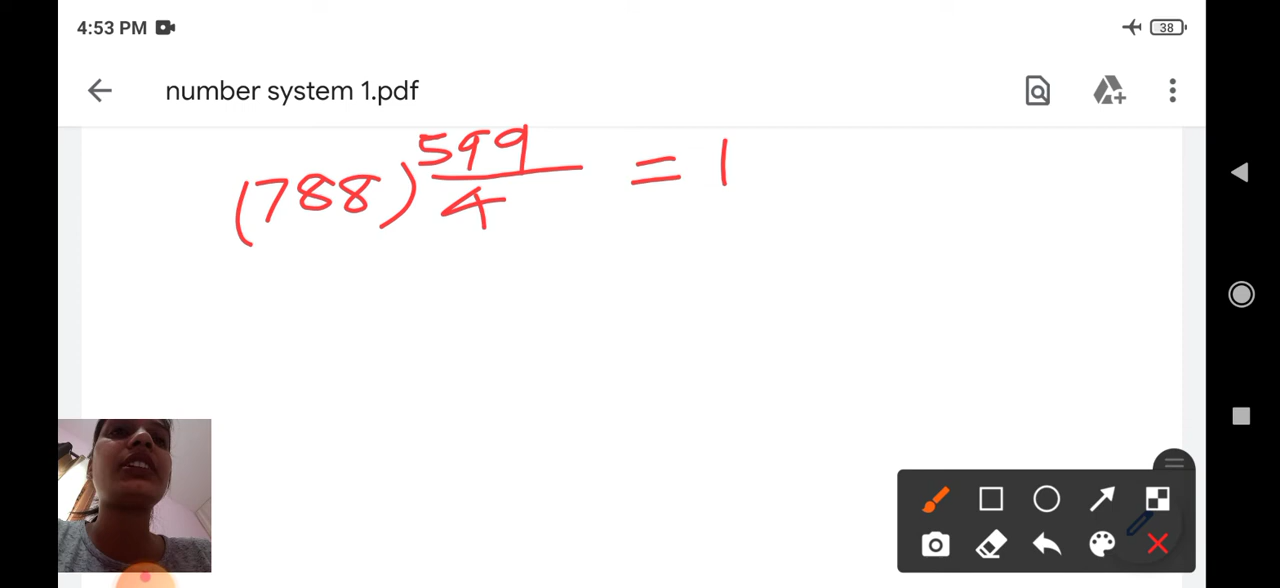 4:53 PM
38
number system 1.pdf
(788)^599/4 = 1